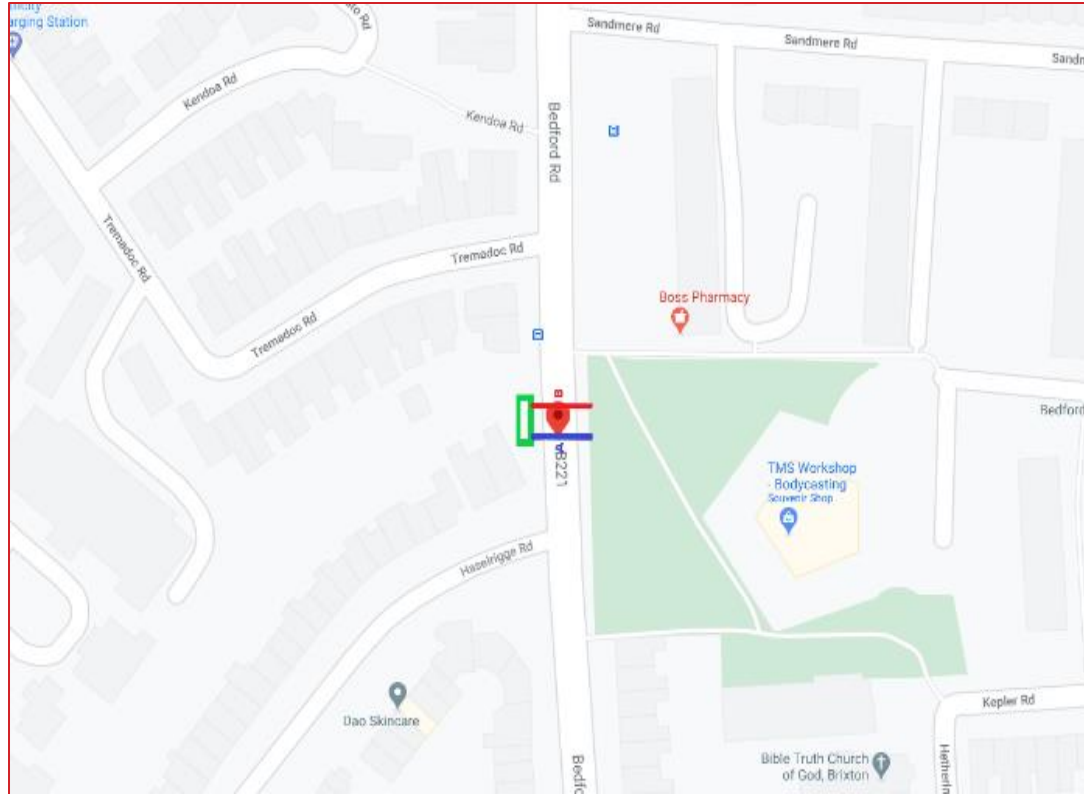 arging Station
Sandmere Rd
Sandmere Rd
Kendoa Rd
Kendoa Rd
Bedford Rd
Tremadoc Rd
Tremadoc Rd
Tremadoc Rd
Boss Pharmacy
B
A
B221
Bedford
TMS Workshop
- Bodycasting
Souvenir Shop
Haselrigge Rd
Dao Skincare
Kepler Rd
Bible Truth Church
of God, Brixton